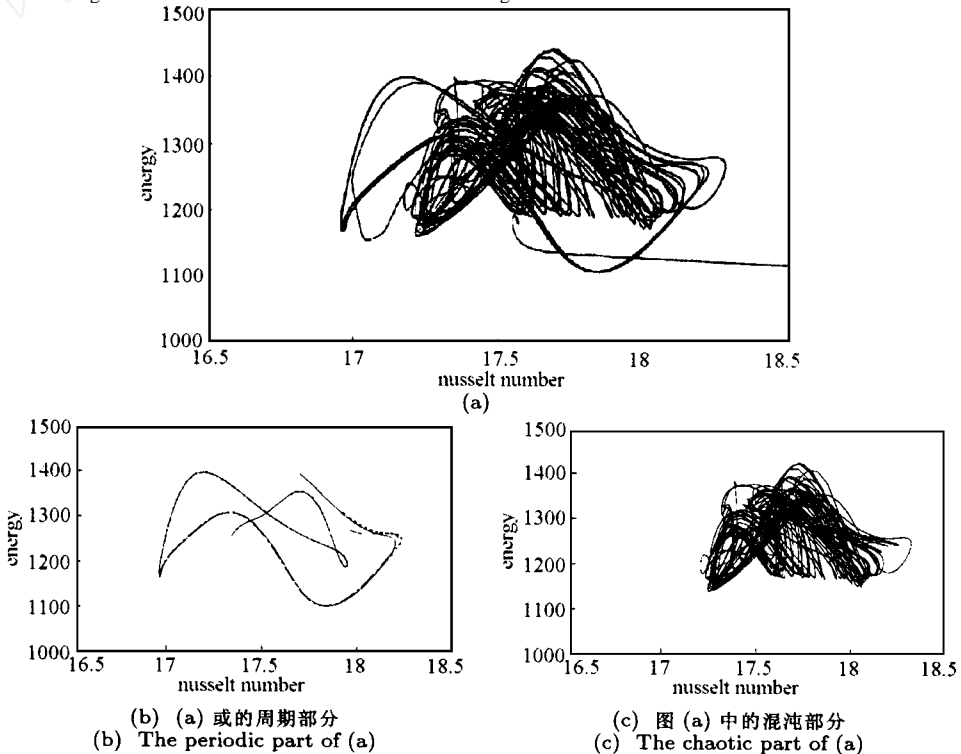 1500
1400
1300
1200
1100
1000
energy
16.5 17 17.5 18 18.5
nusselt number
(a)
1500
1400
1300
1200
1100
1000
energy
16.5 17 17.5 18 18.5
nusselt number
(b) (a) 或的周期部分
(b) The periodic part of (a)
1500
1400
1300
1200
1100
1000
energy
16.5 17 17.5 18 18.5
nusselt number
(c) 图 (a) 中的混沌部分
(c) The chaotic part of (a)